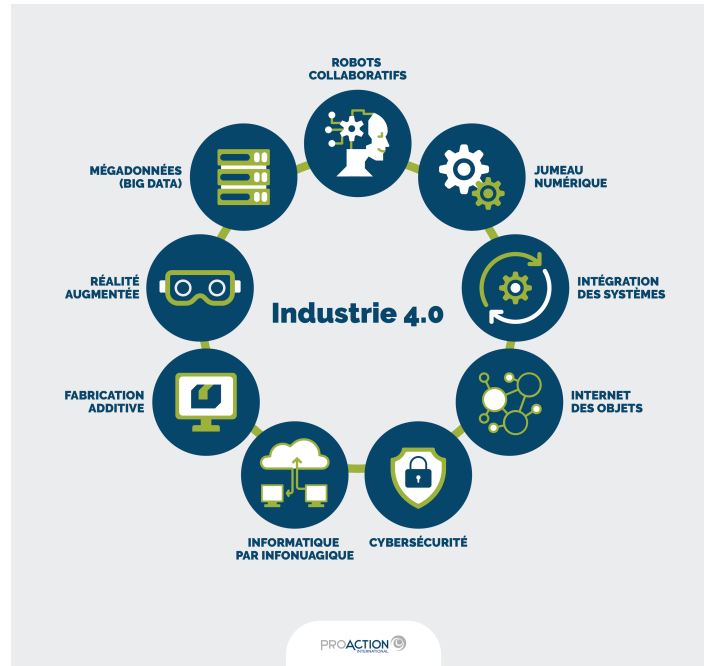 ROBOTS
COLLABORATIFS
MÉGADONNÉES
(BIG DATA)
JUMEAU
NUMÉRIQUE
RÉALITÉ
AUGMENTÉE
INTÉGRATION
DES SYSTÈMES
Industrie 4.0
FABRICATION
ADDITIVE
INTERNET
DES OBJETS
INFORMATIQUE
PAR INFONUAGIQUE
CYBERSÉCURITÉ
PROACTION
INTERNATIONAL